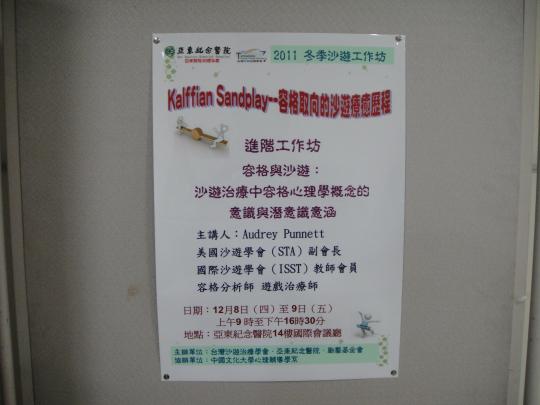 亞東紀念醫院
2011 冬季沙遊工作坊
Kalffian Sandplay--容格取向的沙遊療癒歷程
進階工作坊
容格與沙遊：
沙遊治療中容格心理學概念的
意識與潛意識意涵
主講人：Audrey Punnett
美國沙遊學會（STA）副會長
國際沙遊學會（ISST）教師會員
容格分析師 遊戲治療師
日期：12月8日（四）至 9日（五）
上午9 時至下午16時30分
地點：亞東紀念醫院14樓國際會議廳
主辦單位：台灣沙遊治療學會、亞東紀念醫院、勵馨基金會
協辦單位：中國文化大學心理輔導學系